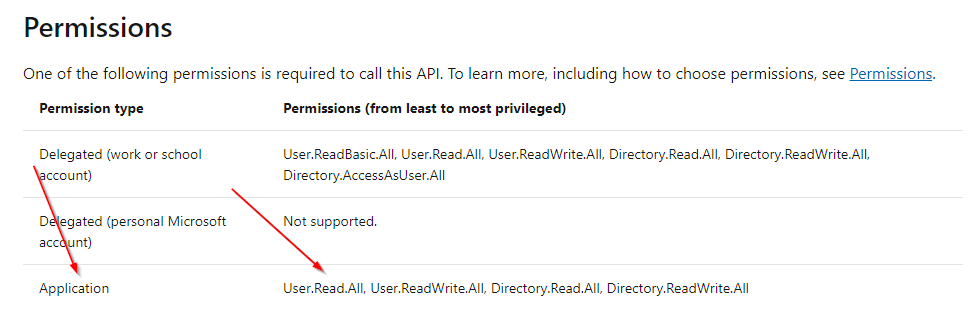 Permissions
One of the following permissions is required to call this API. To learn more, including how to choose permissions, see Permissions.
Permission type Permissions (from least to most privileged)
Delegated (work or school account) User.ReadBasic.All, User.Read.All, User.ReadWrite.All, Directory.Read.All, Directory.ReadWrite.All,
Directory.AccessAsUser.All
Delegated (personal Microsoft account) Not supported.
Application User.Read.All, User.ReadWrite.All, Directory.Read.All, Directory.ReadWrite.All